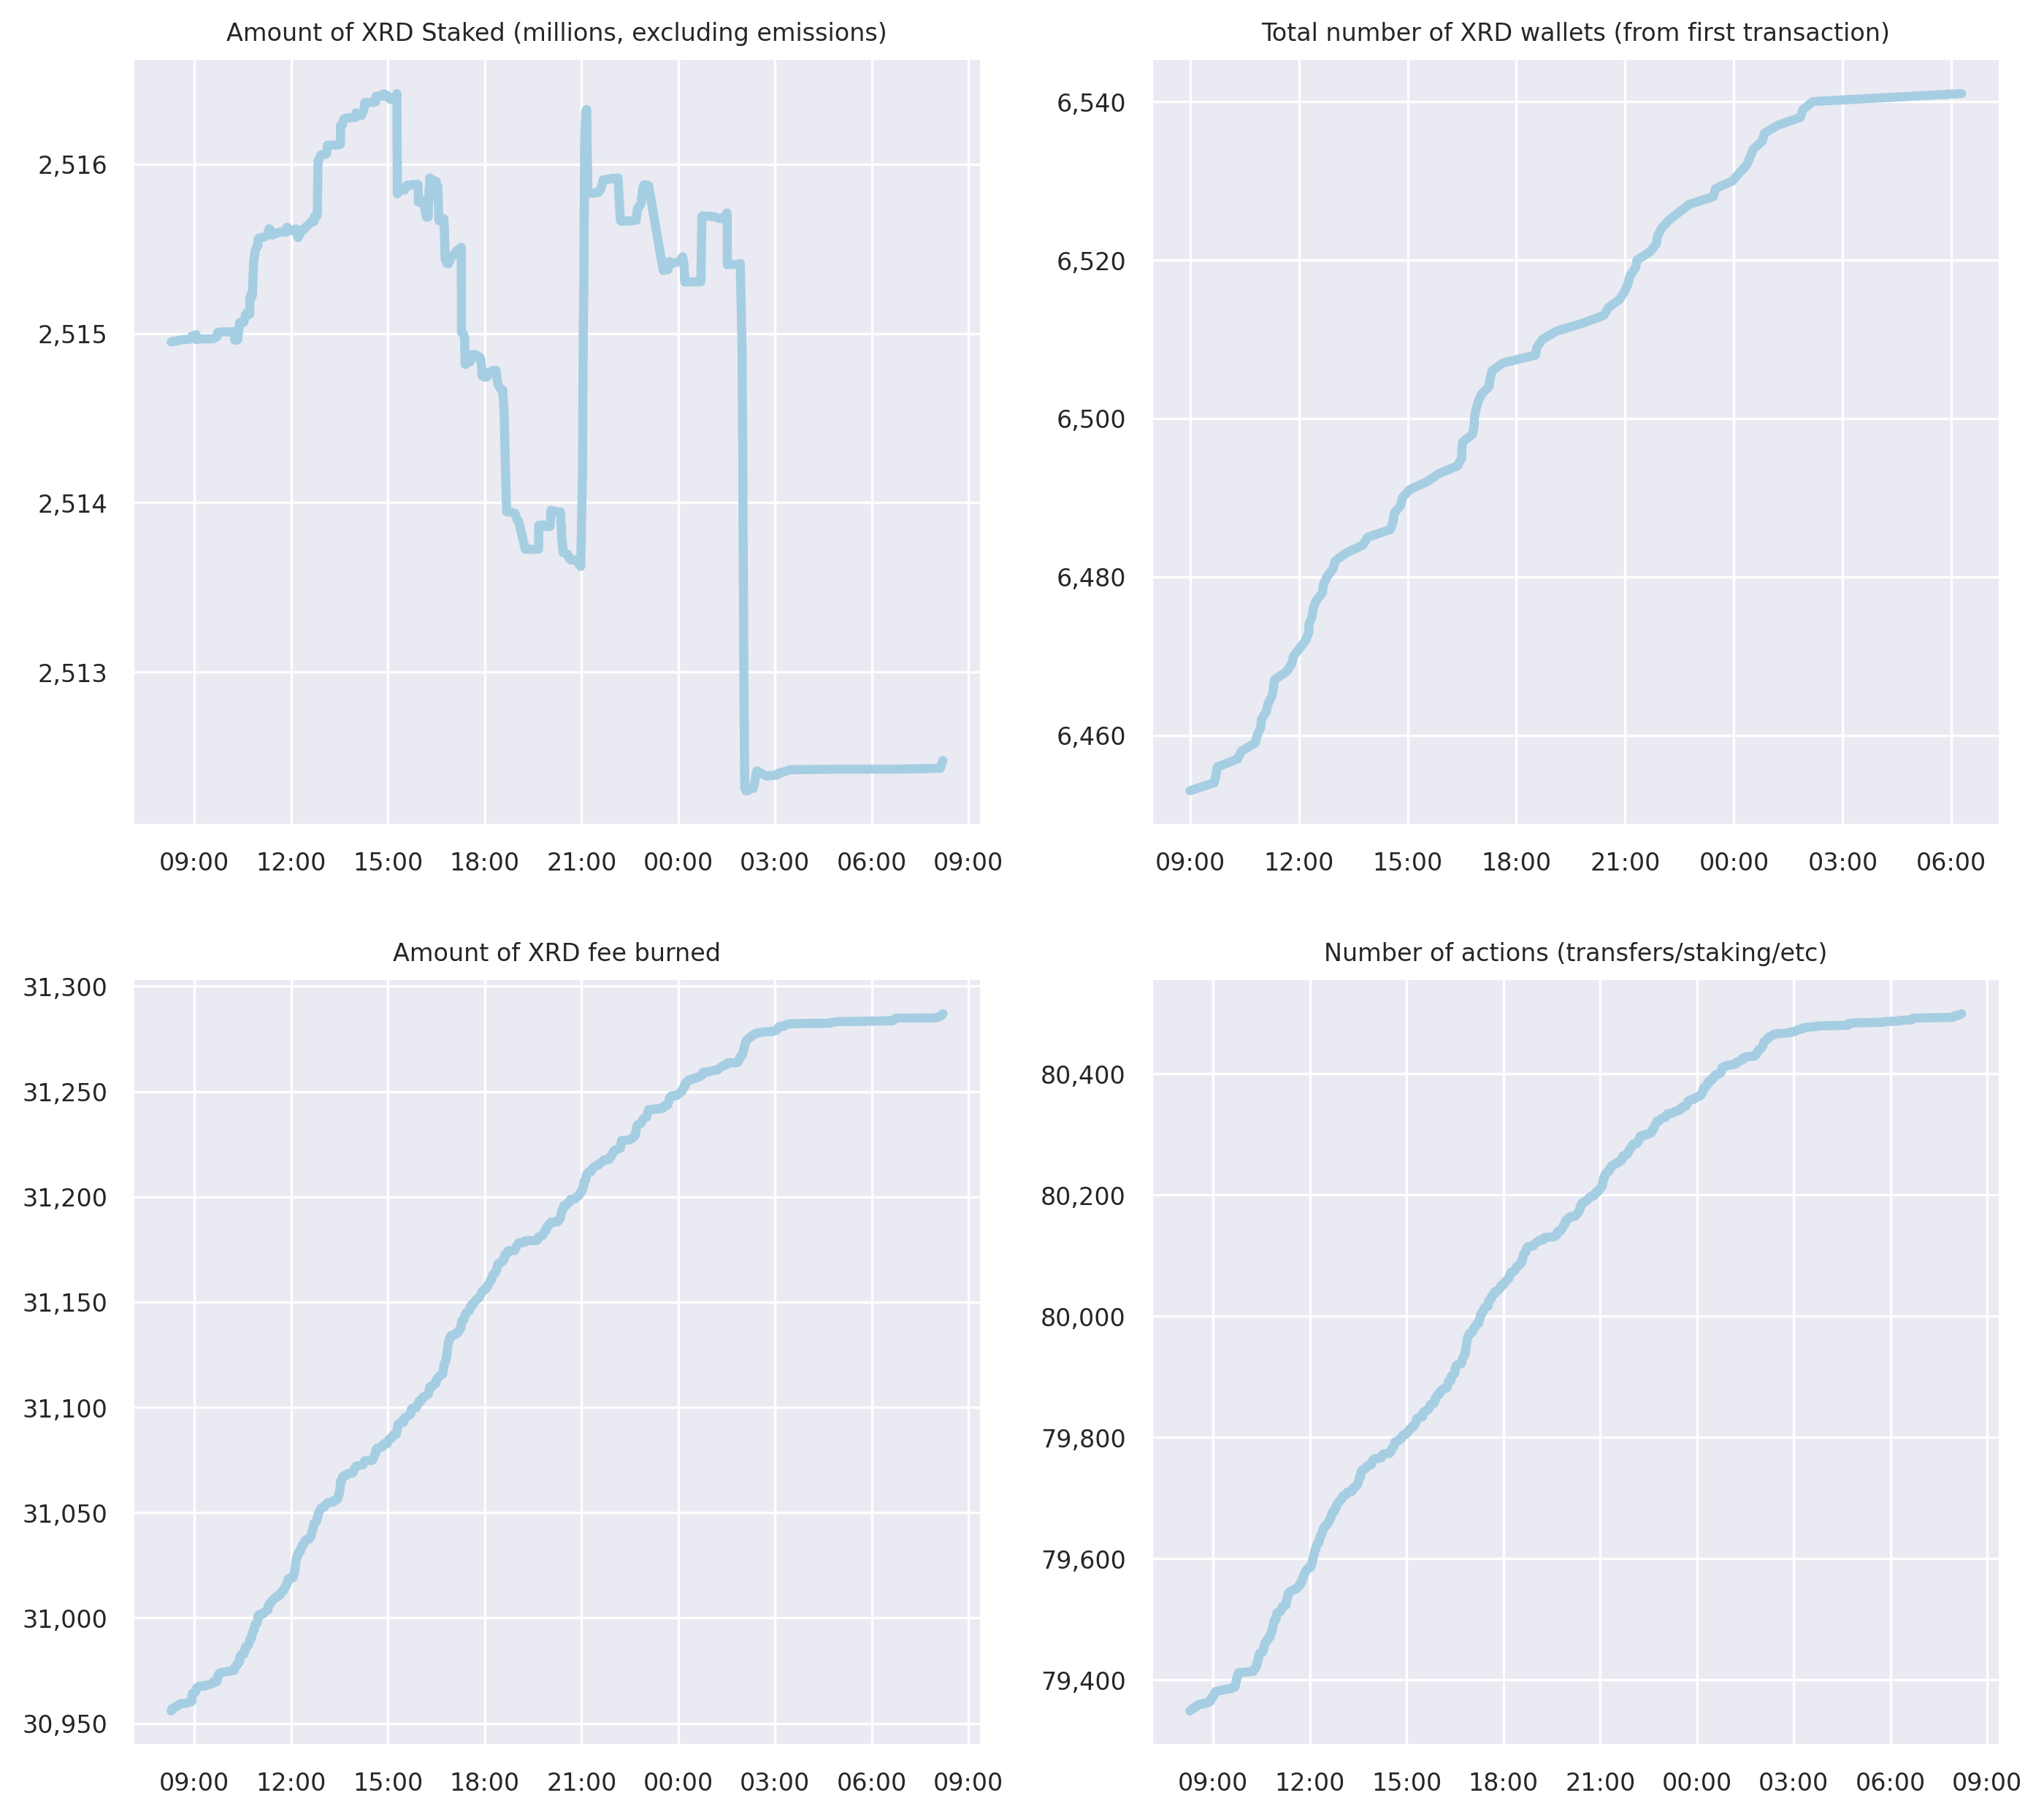 Amount of XRD Staked (millions, excluding emissions)
2,516
2,515
2,514
2,513
09:00 12:00 15:00 18:00 21:00 00:00 03:00 06:00 09:00
Total number of XRD wallets (from first transaction)
6,540
6,520
6,500
6,480
6,460
09:00 12:00 15:00 18:00 21:00 00:00 03:00 06:00
Amount of XRD fee burned
31,300
31,250
31,200
31,150
31,100
31,050
31,000
30,950
09:00 12:00 15:00 18:00 21:00 00:00 03:00 06:00 09:00
Number of actions (transfers/staking/etc)
80,400
80,200
80,000
79,800
79,600
79,400
09:00 12:00 15:00 18:00 21:00 00:00 03:00 06:00 09:00